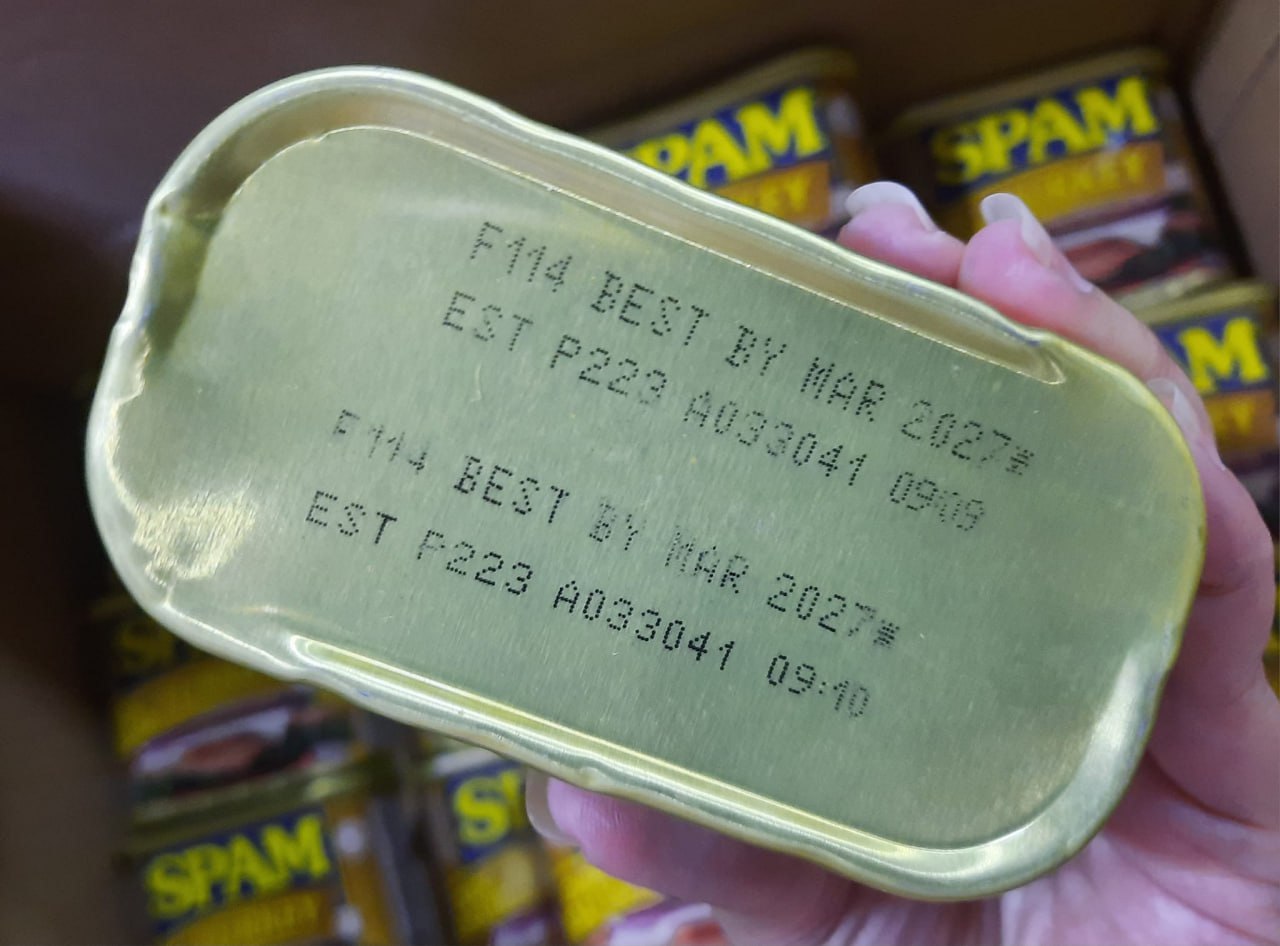 SPAM
SPAM
F114 BEST BY MAR 2027*
EST P223 A033041 09:09
F114 BEST BY MAR 2027*
EST P223 A033041 09:10
SPAM